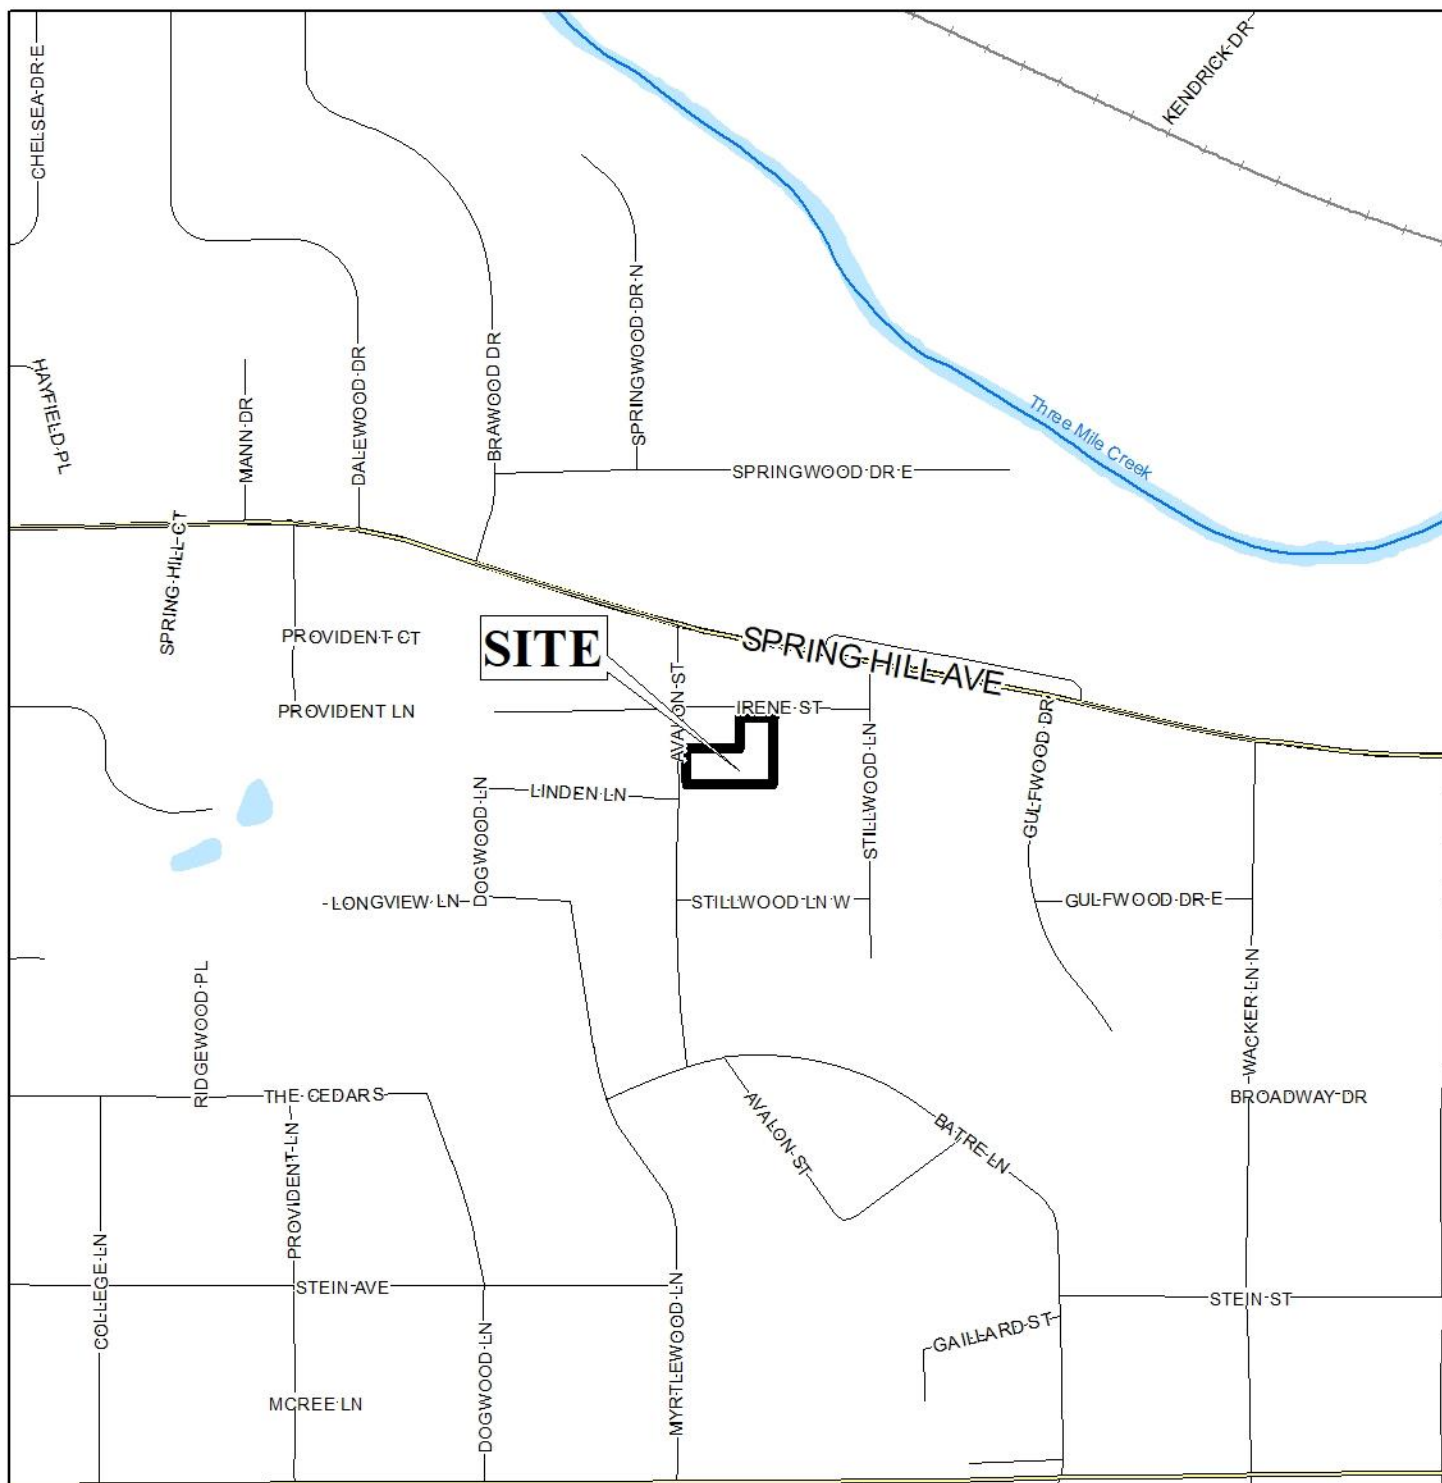 CHELSEA DR E
KENDRICK DR
HAYFIELD PL
MANN DR
DALEWOOD DR
BRAWOOD DR
SPRINGWOOD DR N
SPRINGWOOD DR E
Three Mile Creek
SPRING HILL CT
PROVIDENT CT
PROVIDENT LN
SITE
AVALON ST
SPRING HILL AVE
IRENE ST
STILLWOOD LN
GULFWOOD DR
LINDEN LN
DOGWOOD LN
LONGVIEW LN
STILLWOOD LN W
GULFWOOD DR E
WACKER LN N
RIDGEWOOD PL
THE CEDARS
BROADWAY DR
PROVIDENT LN
AVALON ST
BATRE LN
COLLEGE LN
STEIN AVE
MYRTLEWOOD LN
STEIN ST
GAILLARD ST
DOGWOOD LN
MCREE LN